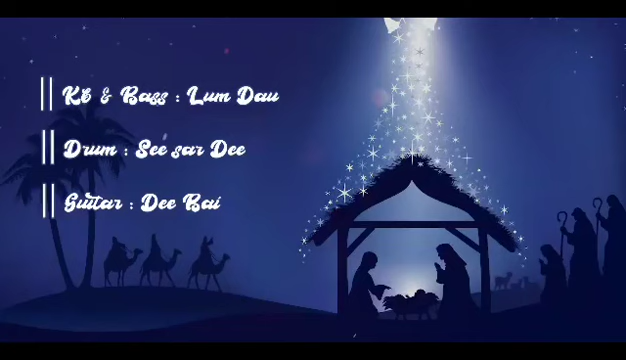 Kb & Bass : Lum Dau
Drum : See sar Dee
Guitar : Dee Bai